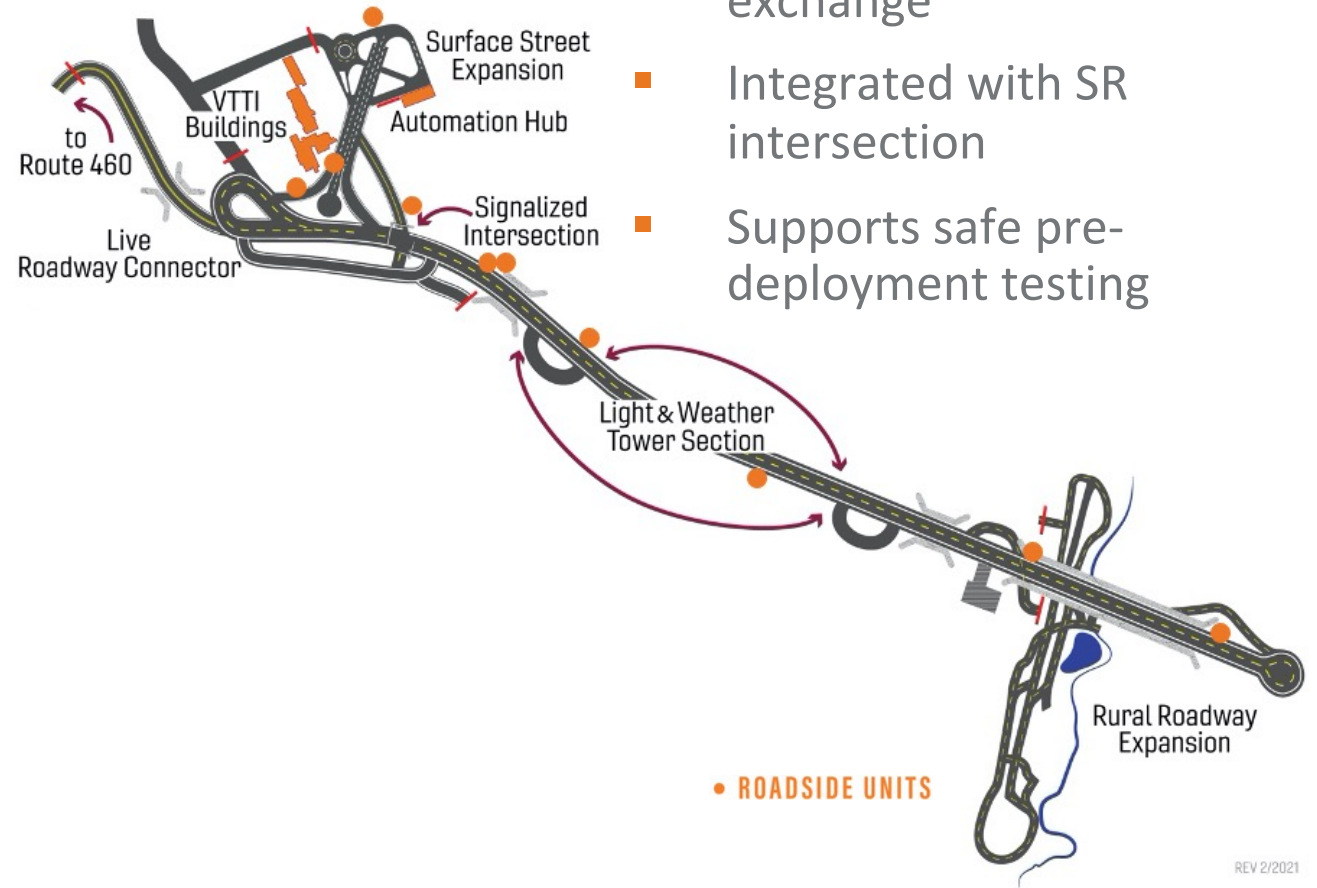 exchange
Integrated with SR
intersection
Supports safe pre-
deployment testing
Surface Street
Expansion
Automation Hub
VTTI
Buildings
to
Route 460
Live
Roadway Connector
Signalized
Intersection
Light & Weather
Tower Section
Rural Roadway
Expansion
ROADSIDE UNITS
REV 2/2021